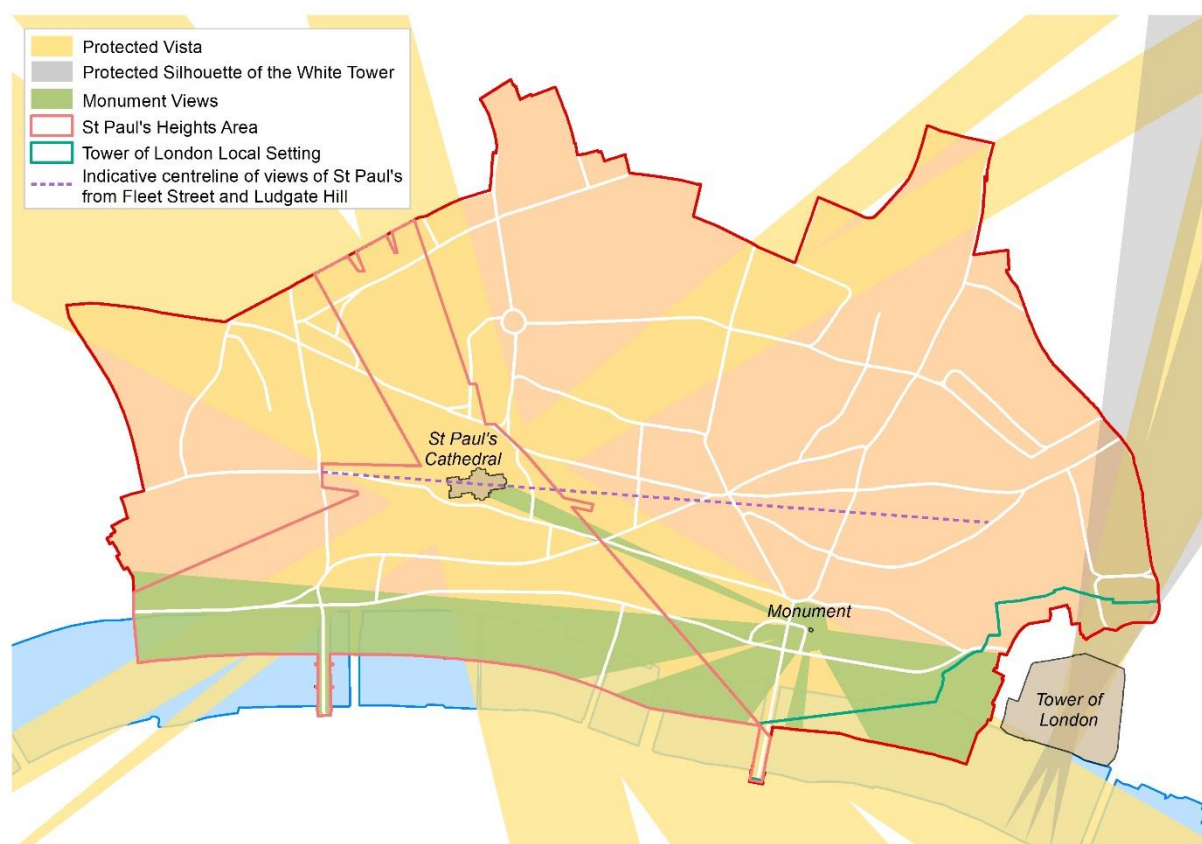 Protected Vista
Protected Silhouette of the White Tower
Monument Views
St Paul's Heights Area
Tower of London Local Setting
Indicative centreline of views of St Paul's
from Fleet Street and Ludgate Hill
St Paul's
Cathedral
Monument
Tower of
London